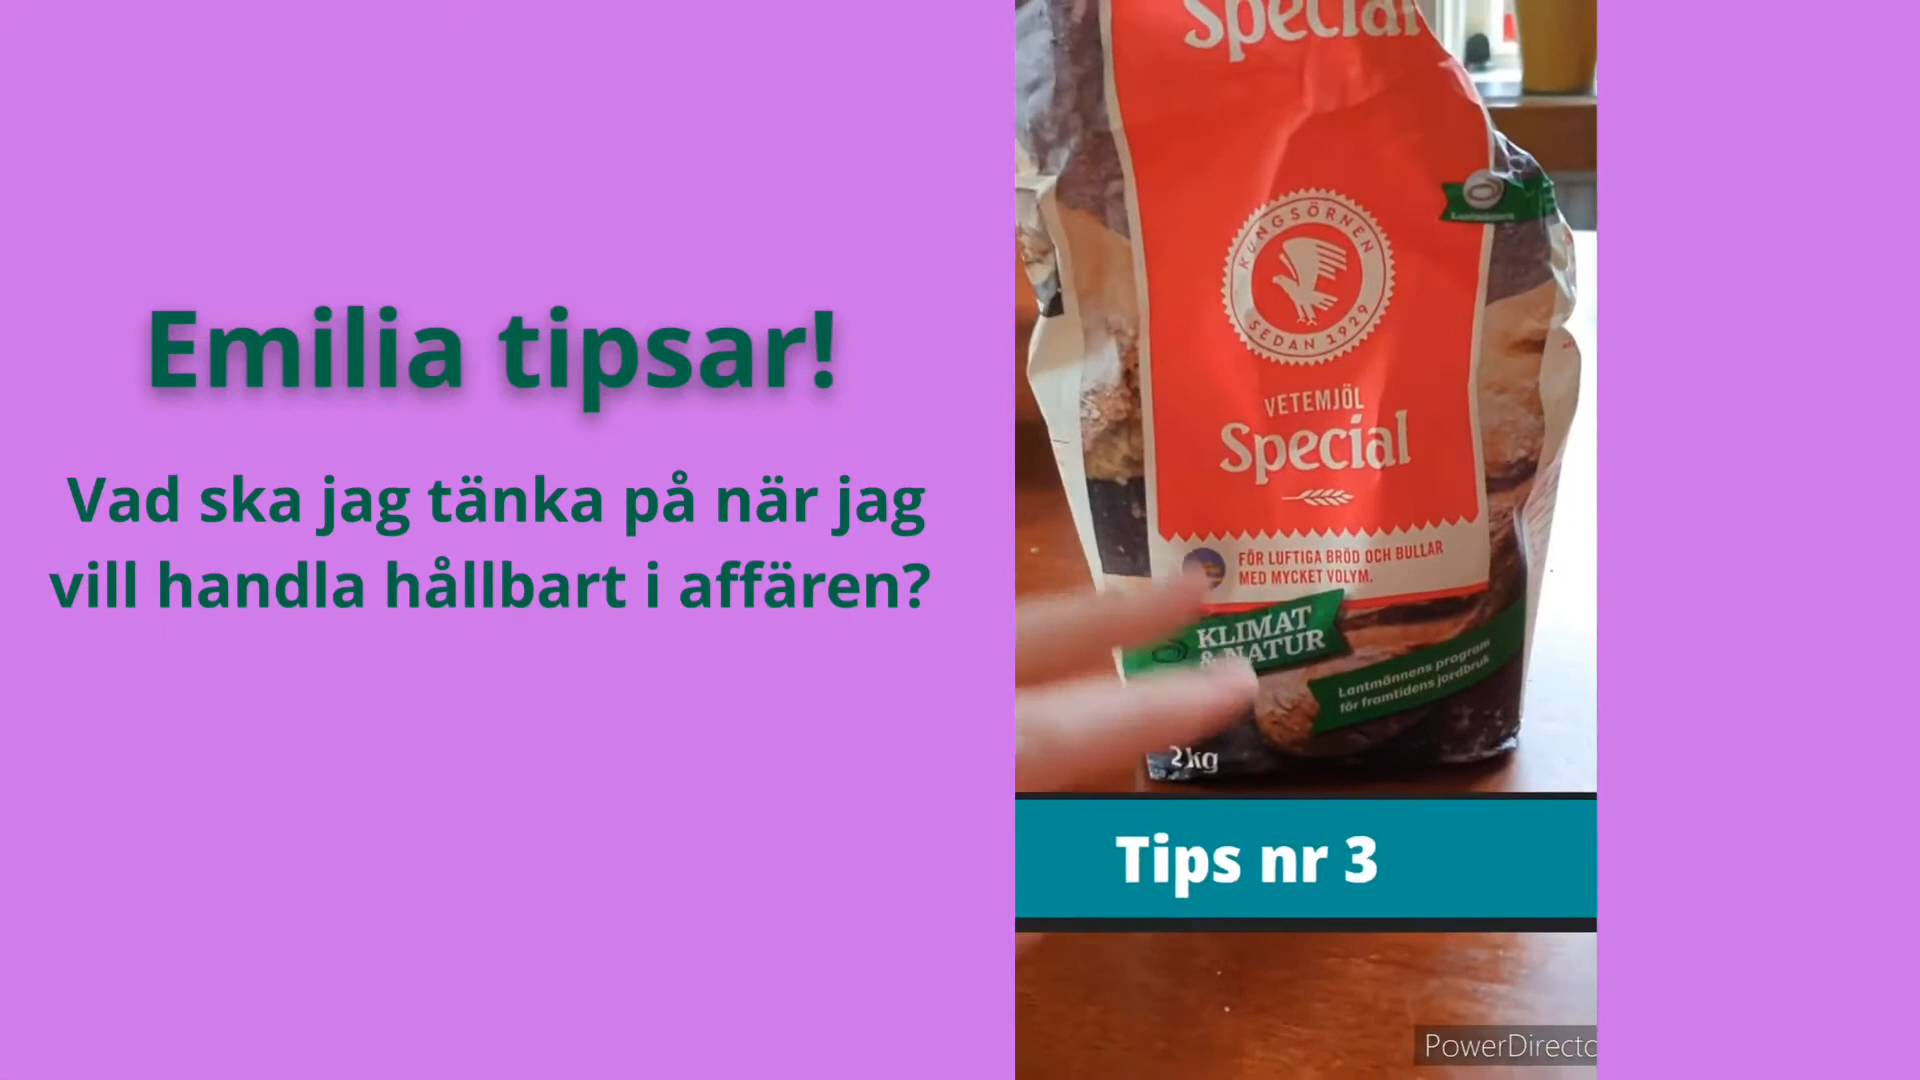 Emilia tipsar!
Vad ska jag tänka på när jag
vill handla hållbart i affären?
Special
KUNGSÖRNEN
SEDAN 1929
Lantmännen
VETEMJÖL
Special
FÖR LUFTIGA BRÖD OCH BULLAR
MED MYCKET VOLYM.
KLIMAT
& NATUR
Lantmännens program
för framtidens jordbruk
2kg
Tips nr 3
PowerDirecto